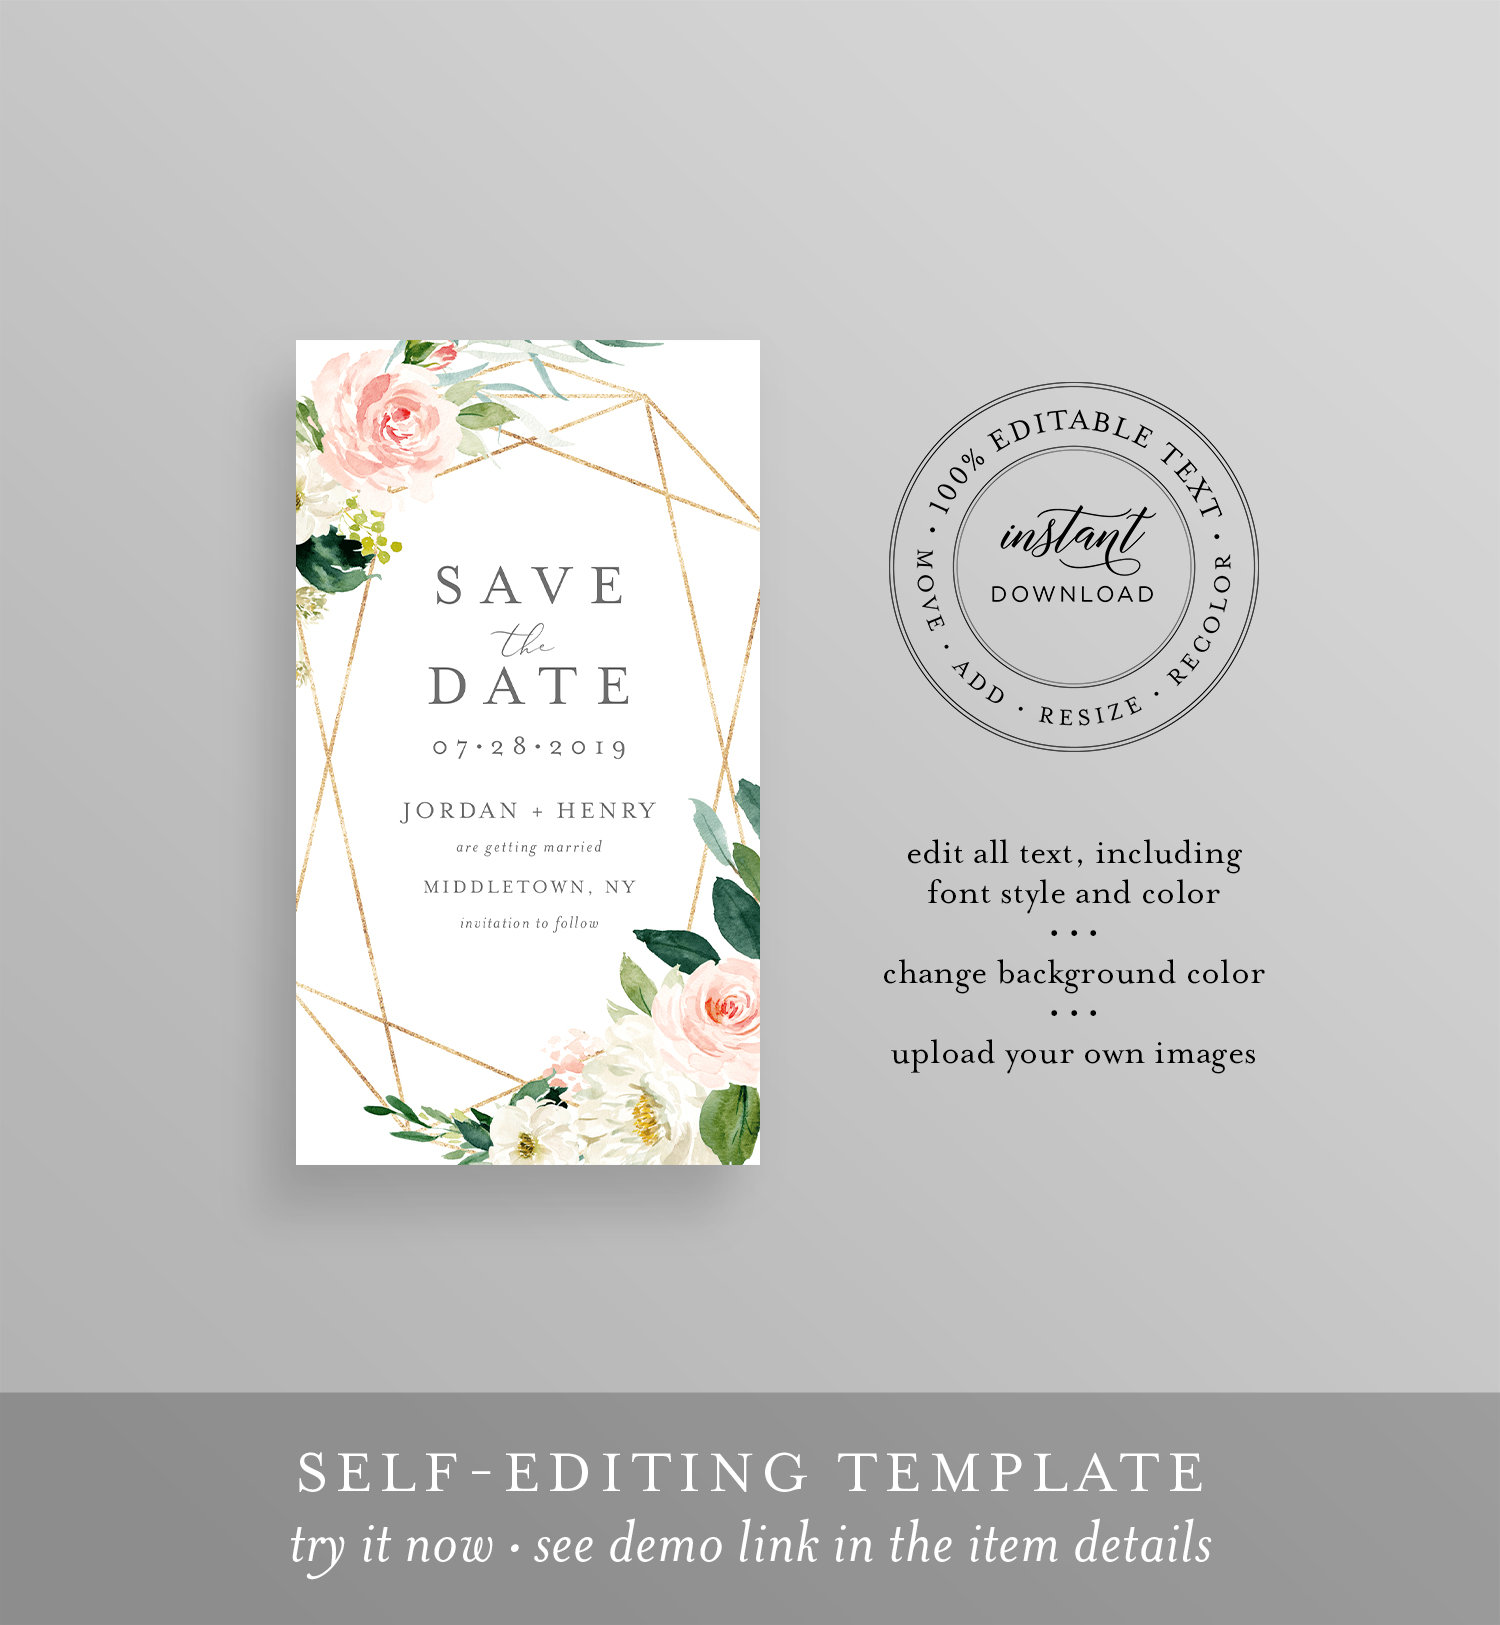 SAVE
the
DATE
07•28•2019
JORDAN + HENRY
are getting married
MIDDLETOWN, NY
invitation to follow
100% EDITABLE TEXT • MOVE • ADD • RESIZE • RECOLOR •
instant
DOWNLOAD
edit all text, including
font style and color
•••
change background color
•••
upload your own images
SELF-EDITING TEMPLATE
try it now • see demo link in the item details